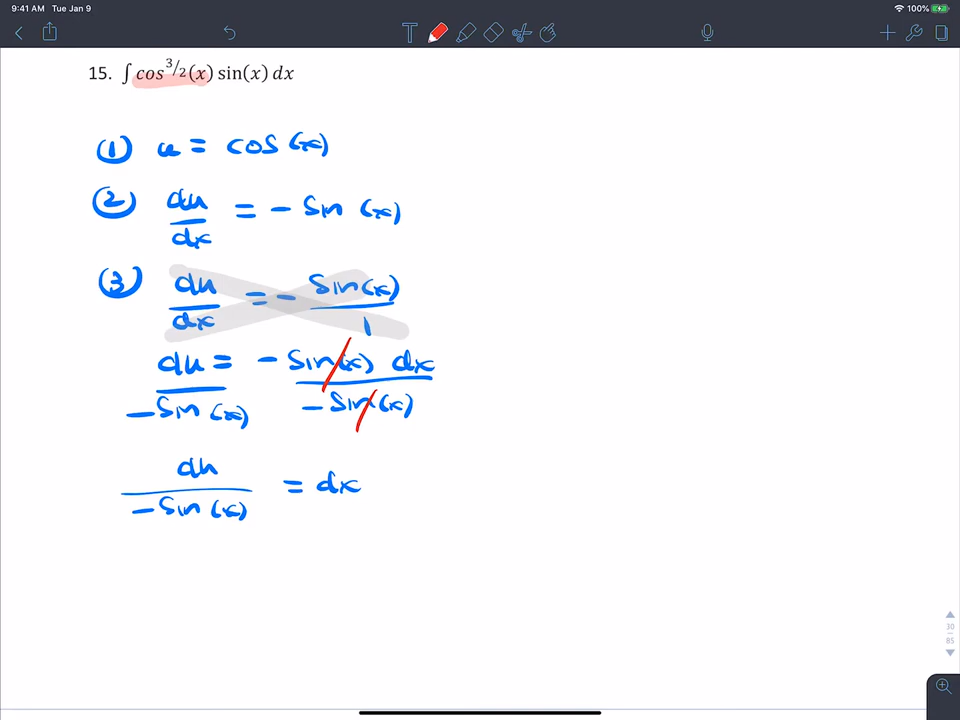 9:41 AM Tue Jan 9
100%
T
15. ∫ cos^{3/2}(x) sin(x) dx
(1) u = cos(x)
(2) du/dx = - sin(x)
(3) du/dx = - sin(x)/1
du/-sin(x) = - sin(x) dx/-sin(x)
du/-sin(x) = dx
30
85